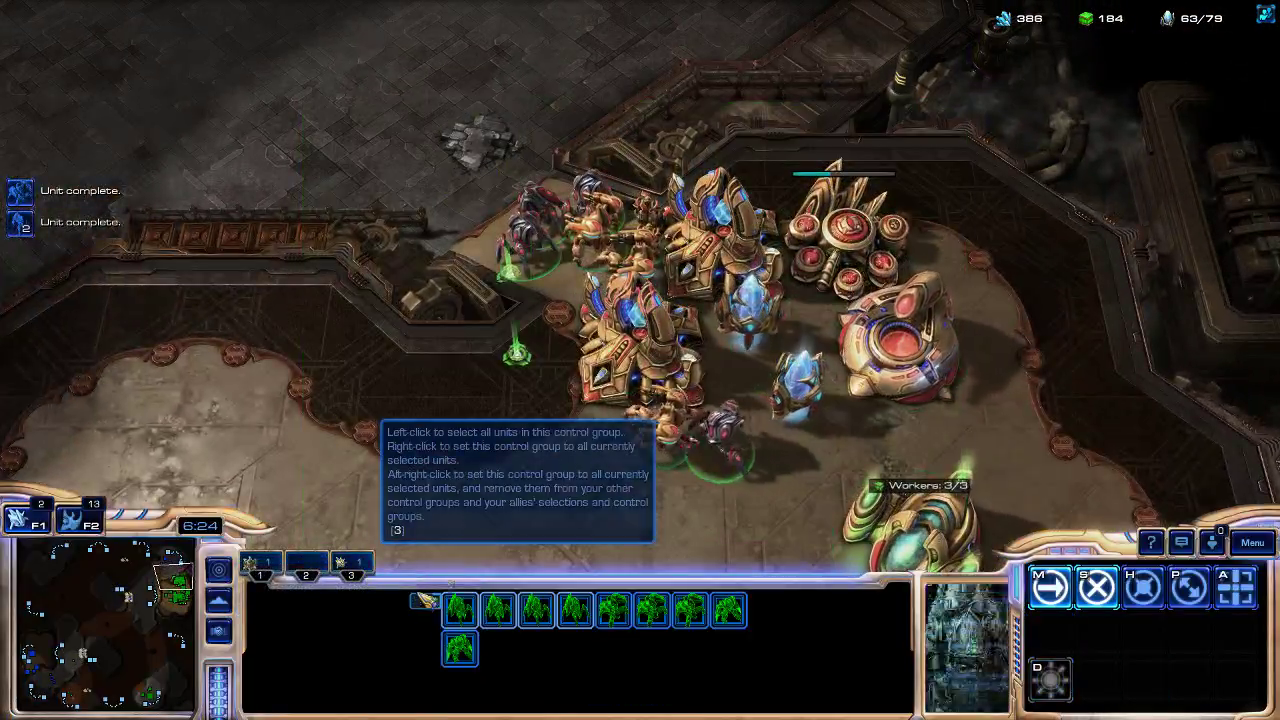 386 184 63/79
Unit complete.
Unit complete.
2
Left-click to select all units in this control group.
Right-click to set this control group to all currently
selected units.
Alt-right-click to set this control group to all currently
selected units, and remove them from your other
control groups and your allies' selections and control
groups.
[3]
Workers: 3/3
2 13
F1 F2 6:24
0
? Menu
1 1
1 2 3
M S H P A
D